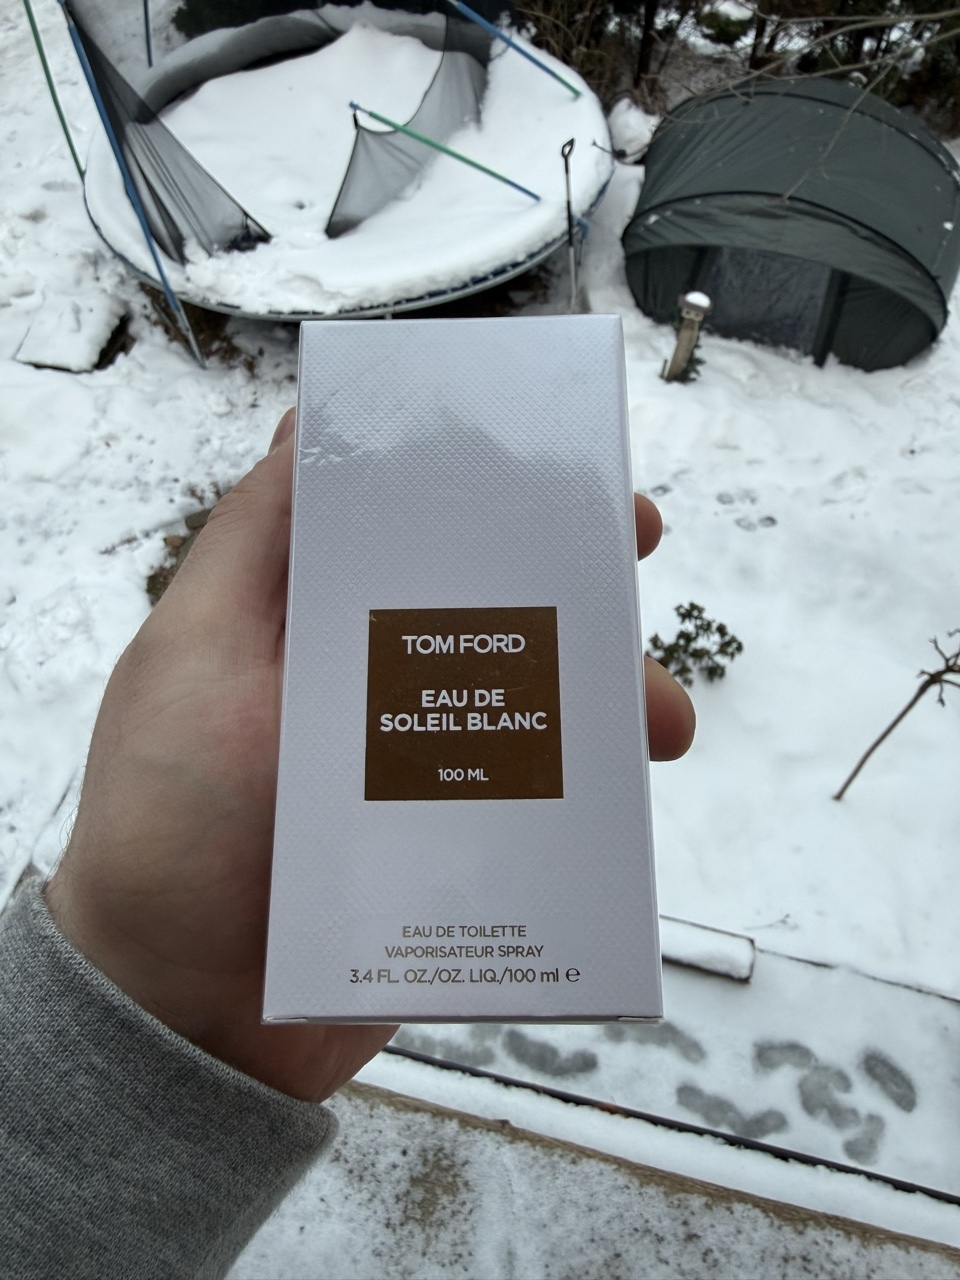 TOM FORD
EAU DE
SOLEIL BLANC
100 ML
EAU DE TOILETTE
VAPORISATEUR SPRAY
3.4 FL. OZ./OZ. LIQ./100 ml ℮